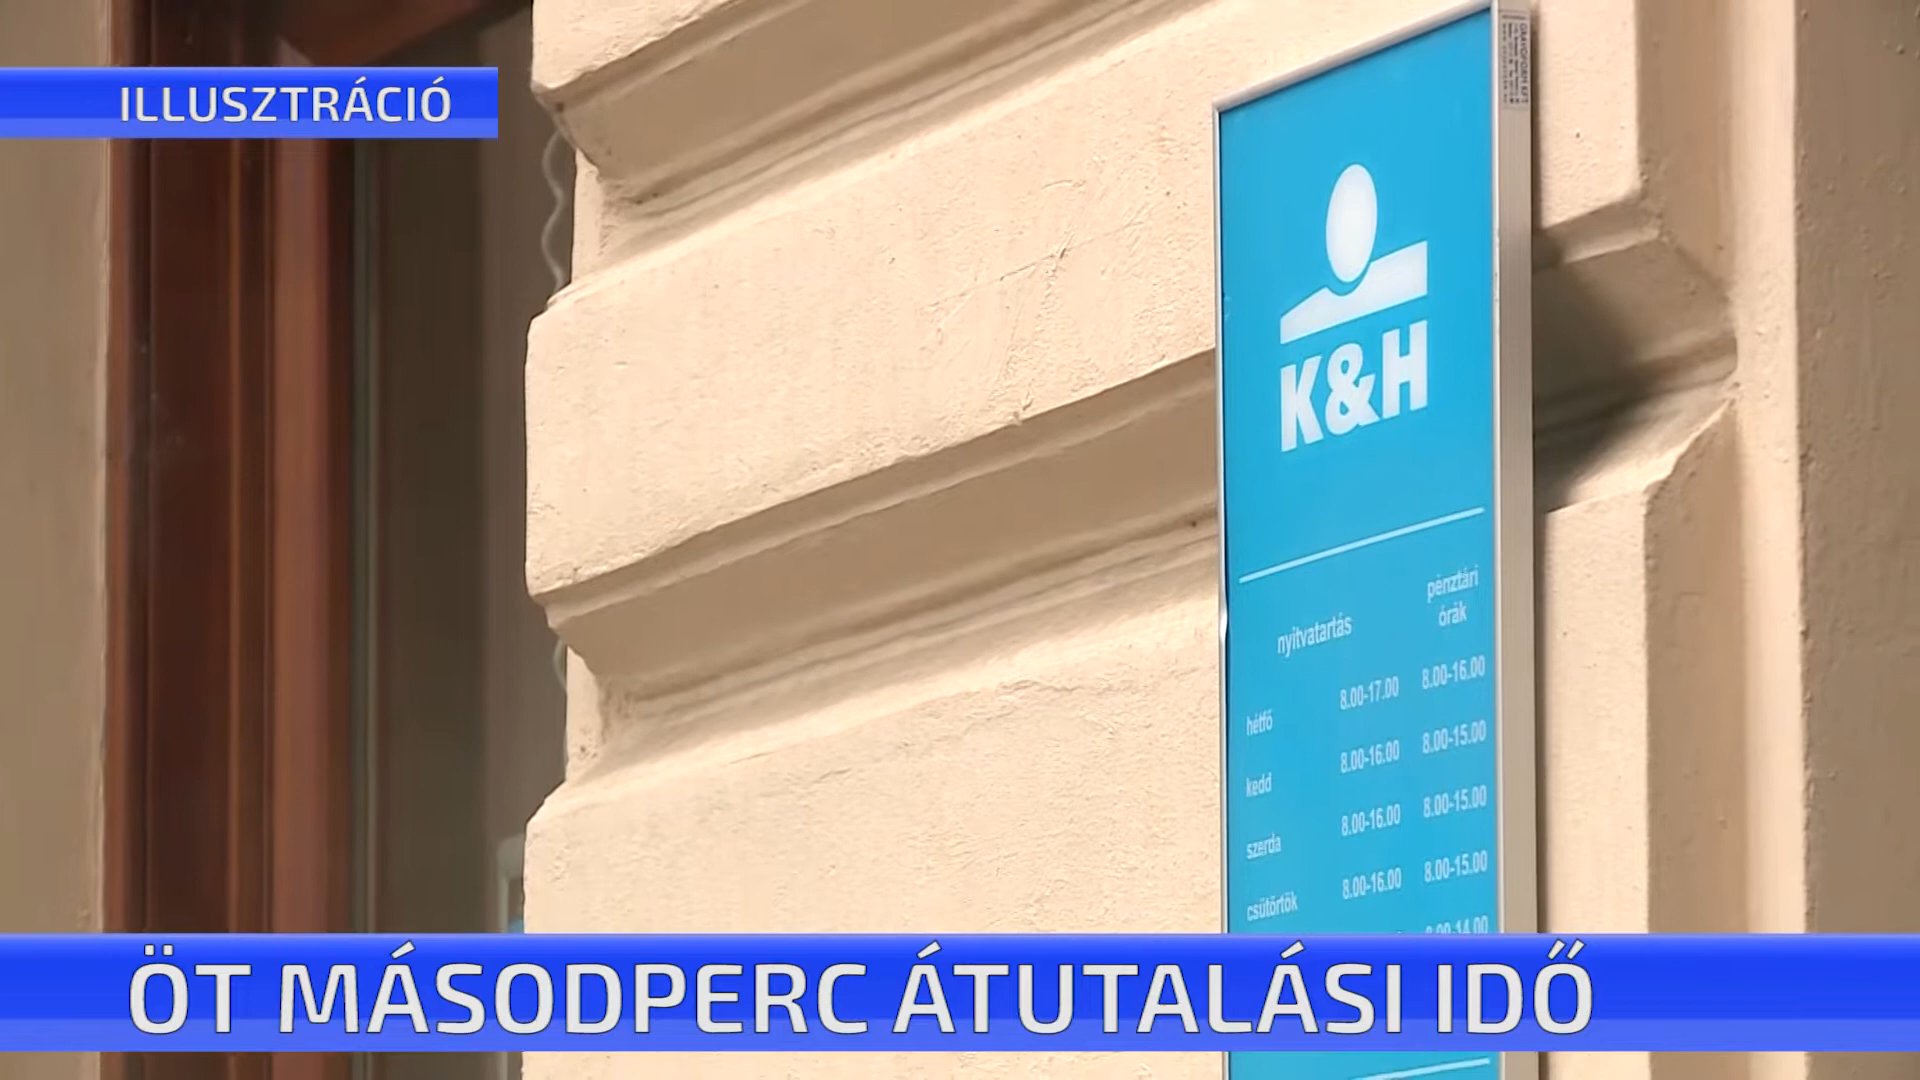 ILLUSZTRÁCIÓ
K&H
nyitvatartás pénztári órák
hétfő 8.00-17.00 8.00-16.00
kedd 8.00-16.00 8.00-15.00
szerda 8.00-16.00 8.00-15.00
csütörtök 8.00-16.00 8.00-15.00
ÖT MÁSODPERC ÁTUTALÁSI IDŐ